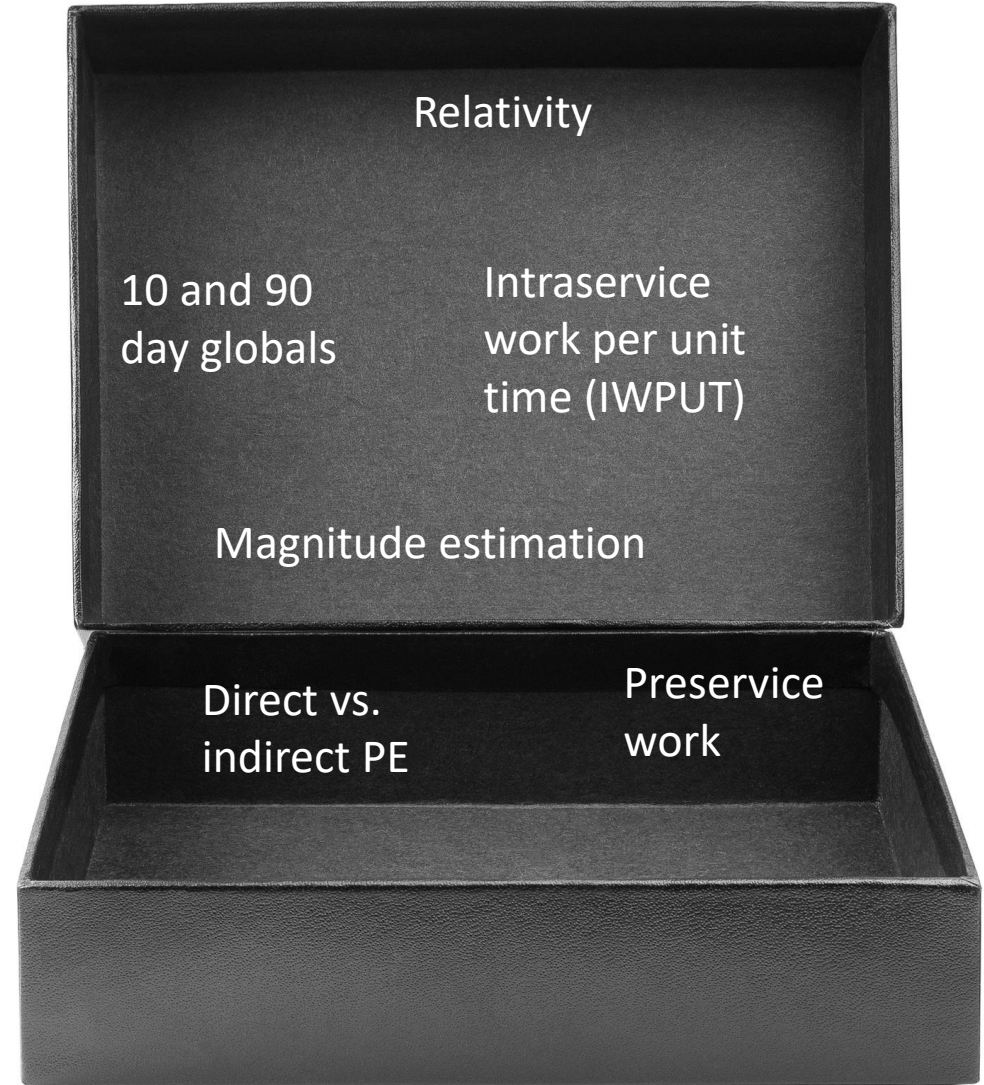 Relativity
10 and 90
day globals
Intraservice
work per unit
time (IWPUT)
Magnitude estimation
Direct vs.
indirect PE
Preservice
work